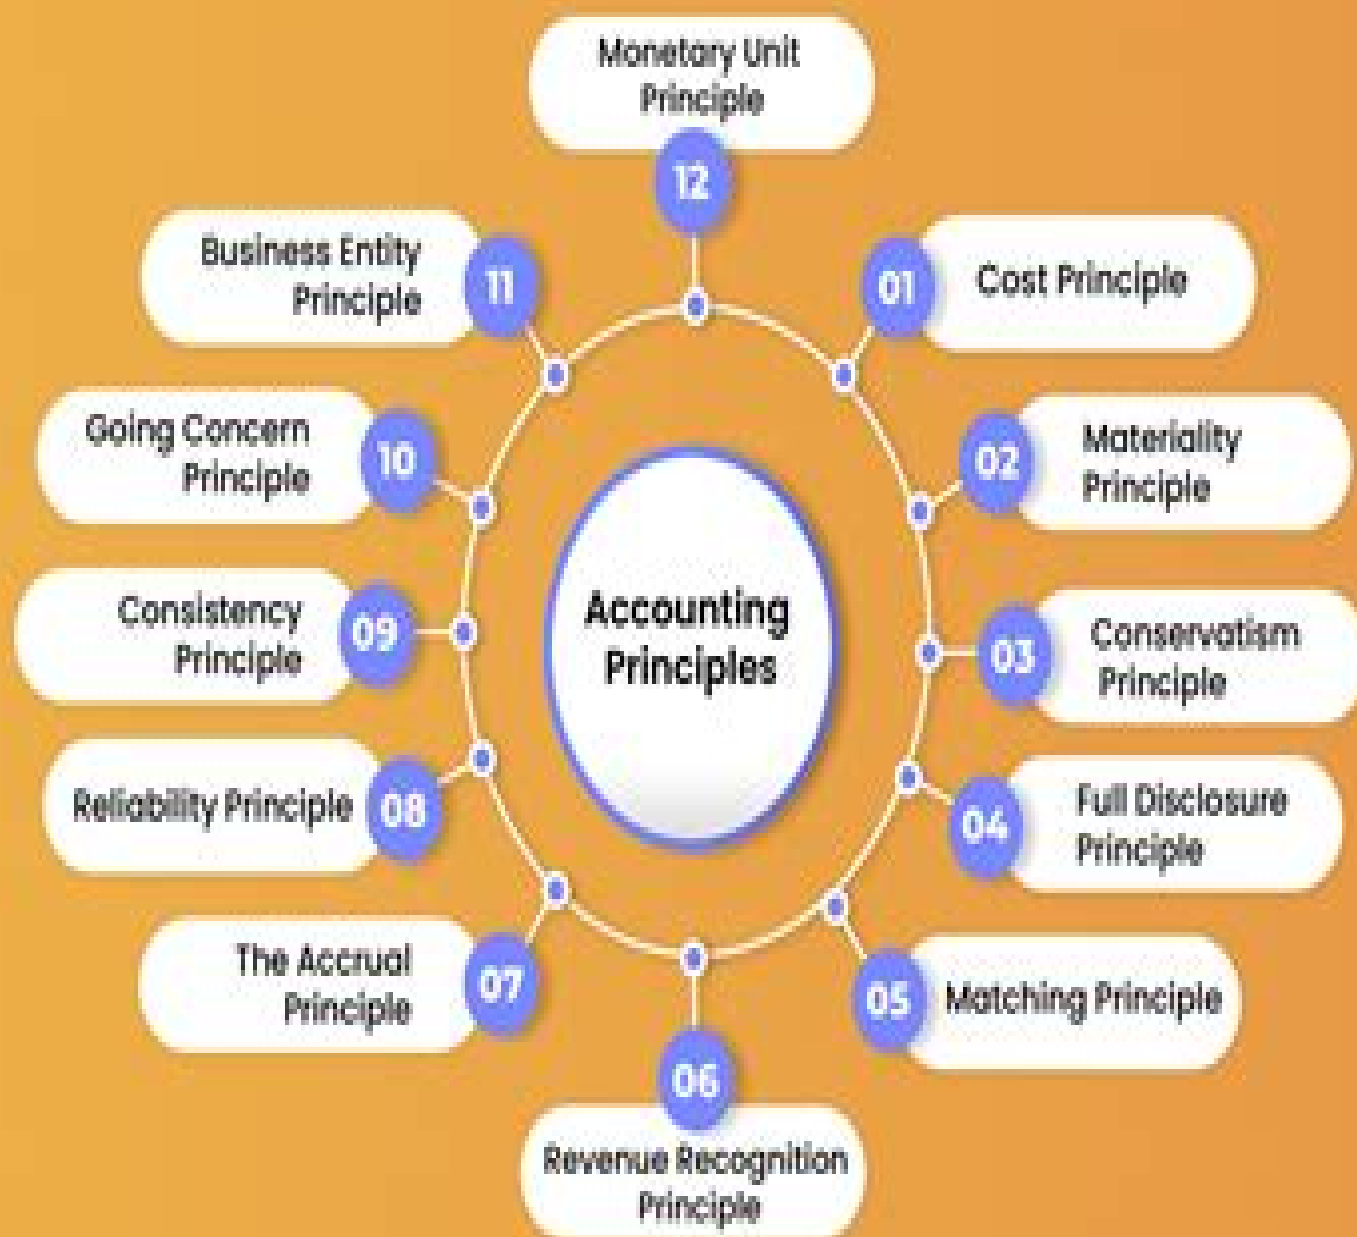 Monetary Unit
Principle
12
Business Entity
Principle
11
01
Cost Principle
Going Concern
Principle
10
02
Materiality
Principle
Consistency
Principle
09
Accounting
Principles
03
Conservatism
Principle
Reliability Principle
08
04
Full Disclosure
Principle
The Accrual
Principle
07
05
Matching Principle
06
Revenue Recognition
Principle